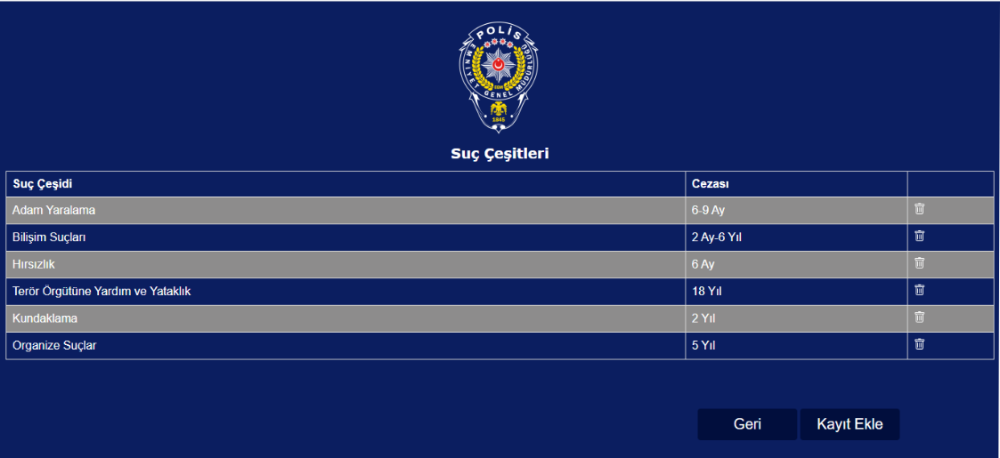 POLİS
EMNİYET GENEL MÜDÜRLÜĞÜ
EGM
1845
Suç Çeşitleri
Suç Çeşidi Cezası
Adam Yaralama 6-9 Ay
Bilişim Suçları 2 Ay-6 Yıl
Hırsızlık 6 Ay
Terör Örgütüne Yardım ve Yataklık 18 Yıl
Kundaklama 2 Yıl
Organize Suçlar 5 Yıl
Geri Kayıt Ekle